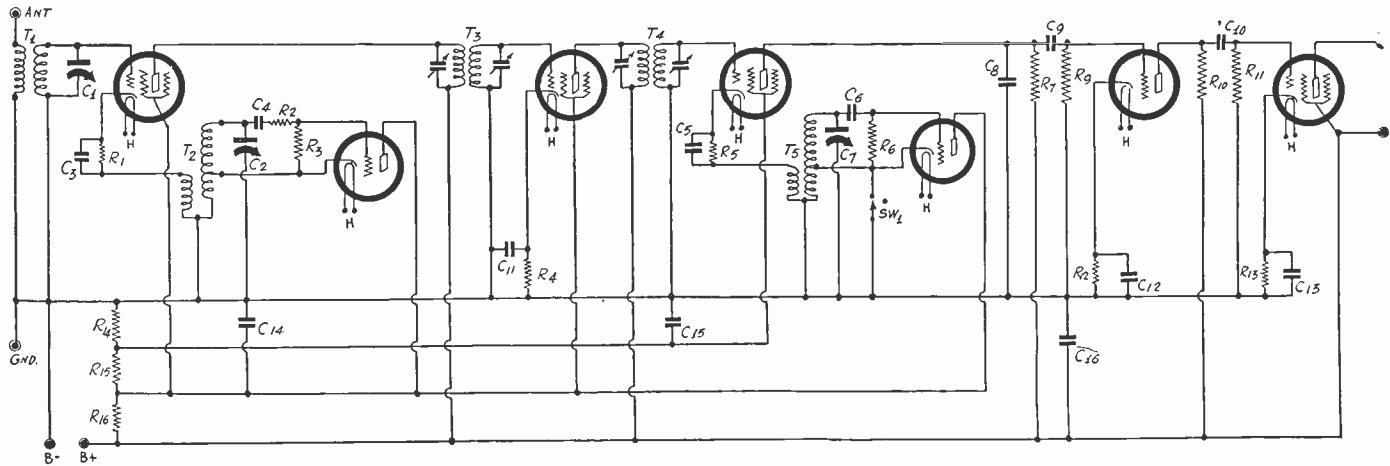 ANT
T1
C1
C3
R1
H
T2
C4
R2
C2
R3
H
T3
C11
R4
H
T4
C5
R5
H
T5
C6
C7
R6
SW1
H
C8
R7
C9
R9
R12
C12
H
R10
C10
R11
R13
C13
H
GND.
R14
C14
C15
C16
R15
R16
B-
B+